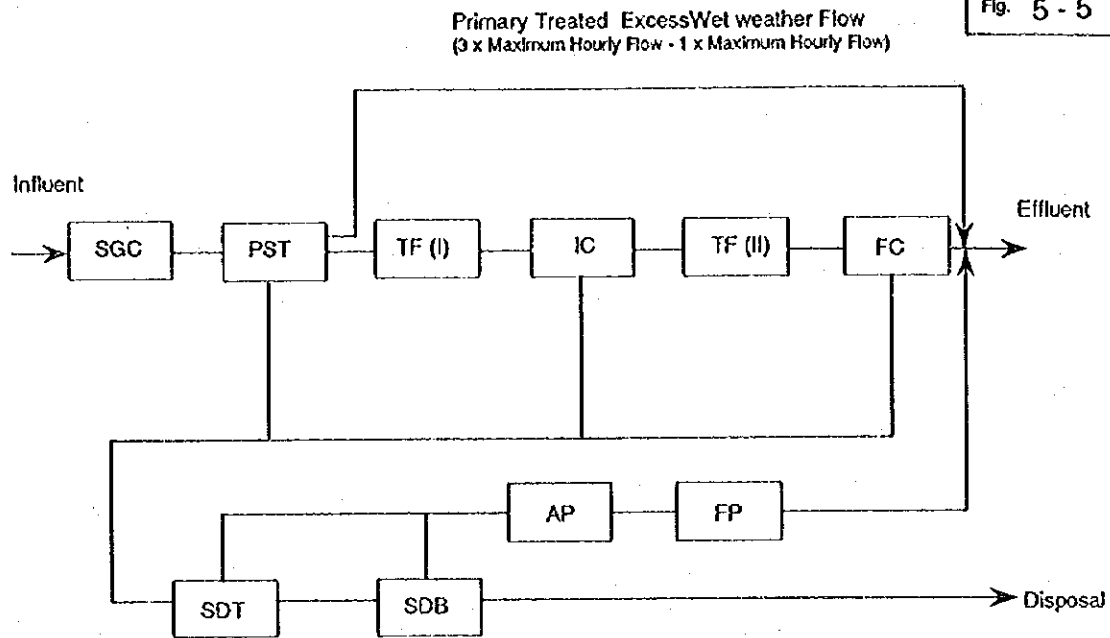 Fig. 5 - 5
Primary Treated ExcessWet weather Flow
(3 x Maximum Hourly Flow - 1 x Maximum Hourly Flow)
Influent
Effluent
SGC
PST
TF (I)
IC
TF (II)
FC
AP
FP
SDT
SDB
Disposal